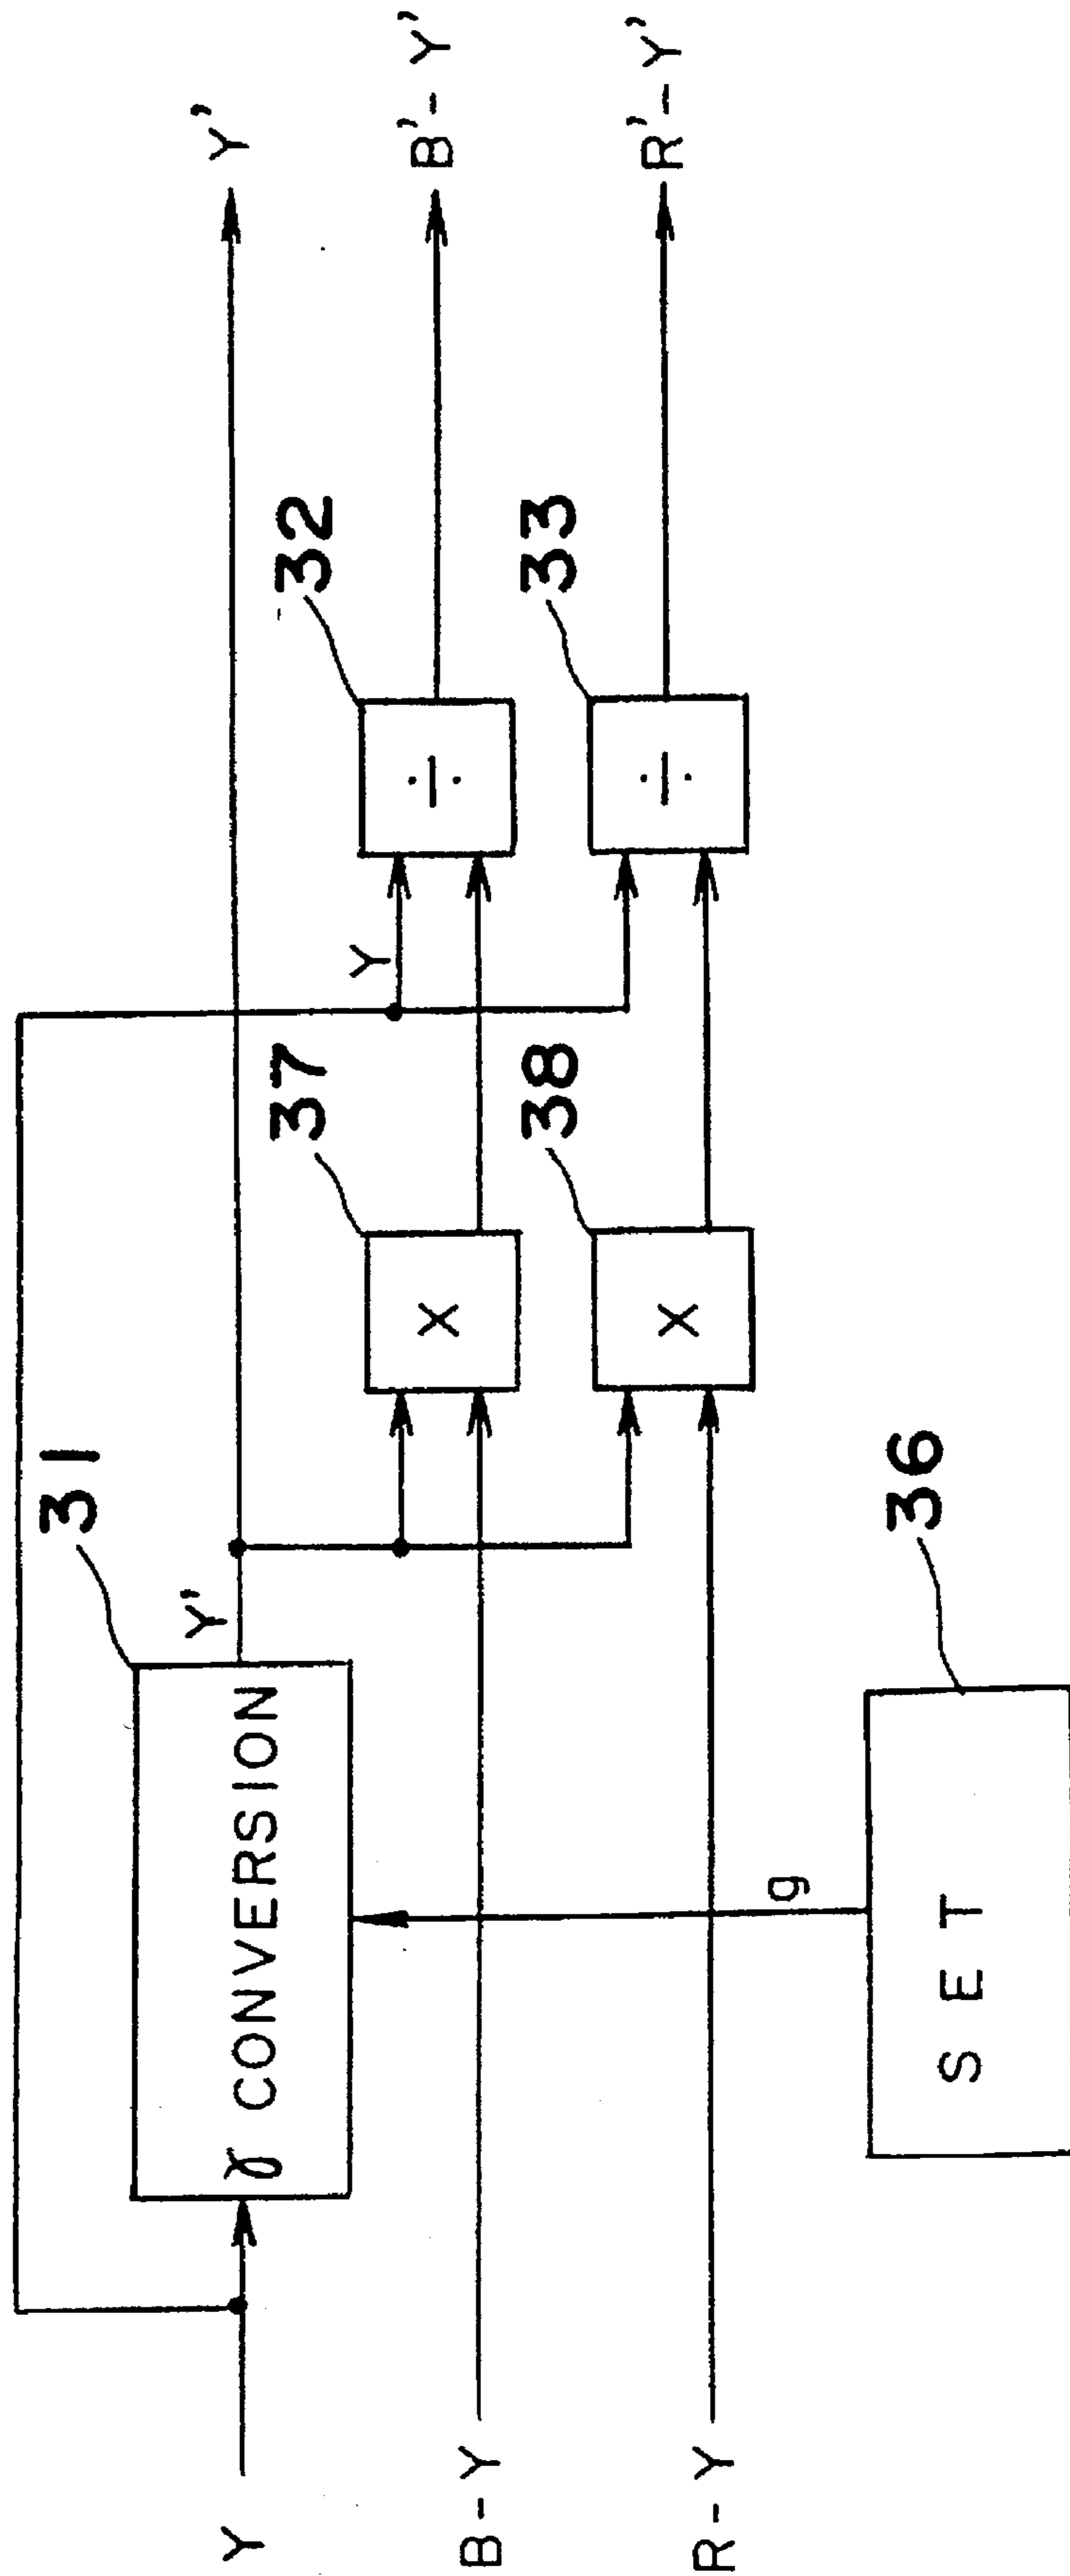 31
Y
γ CONVERSION
Y'
Y'
37
32
Y
B - Y
X
÷
B'- Y'
38
33
R - Y
X
÷
R'- Y'
g
36
SET